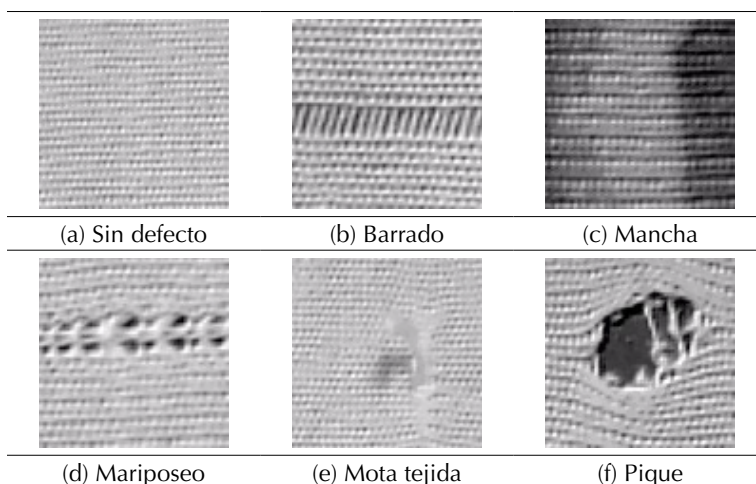 (a) Sin defecto
(b) Barrado
(c) Mancha
(d) Mariposeo
(e) Mota tejida
(f) Pique